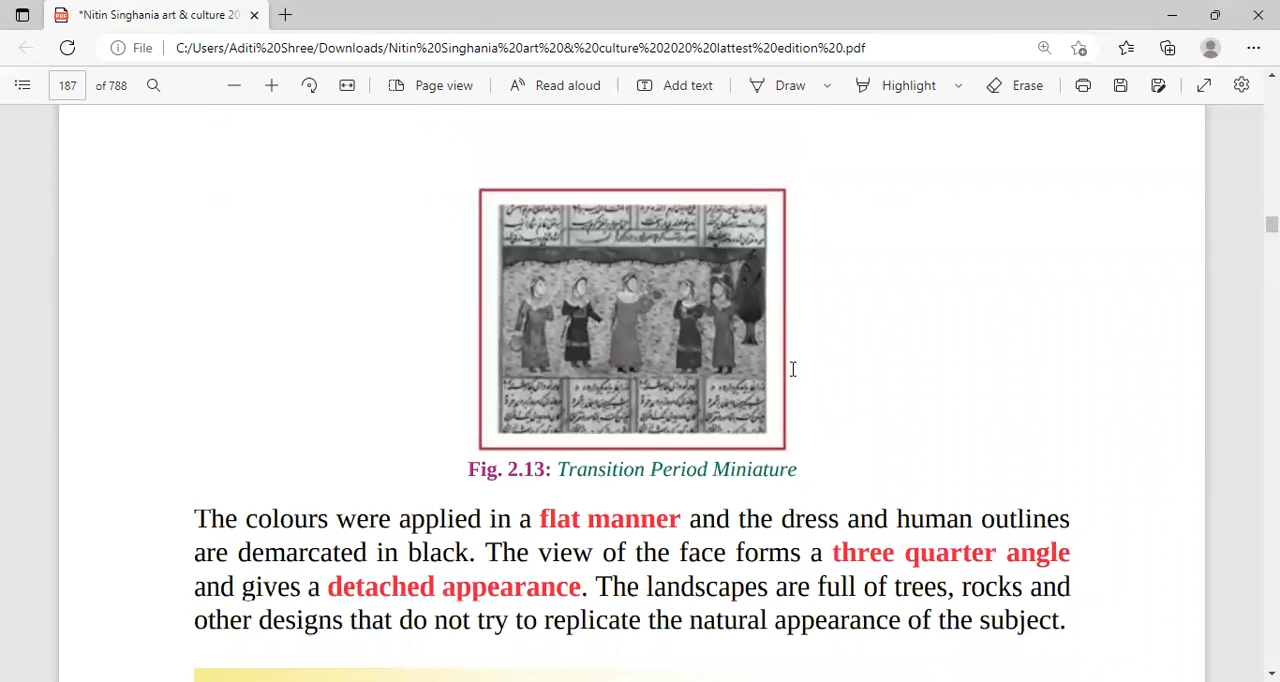 *Nitin Singhania art & culture 20
File
C:/Users/Aditi%20Shree/Downloads/Nitin%20Singhania%20art%20&%20culture%202020%20lattest%20edition%20.pdf
187 of 788
Page view
Read aloud
Add text
Draw
Highlight
Erase
Fig. 2.13: Transition Period Miniature
The colours were applied in a flat manner and the dress and human outlines
are demarcated in black. The view of the face forms a three quarter angle
and gives a detached appearance. The landscapes are full of trees, rocks and
other designs that do not try to replicate the natural appearance of the subject.